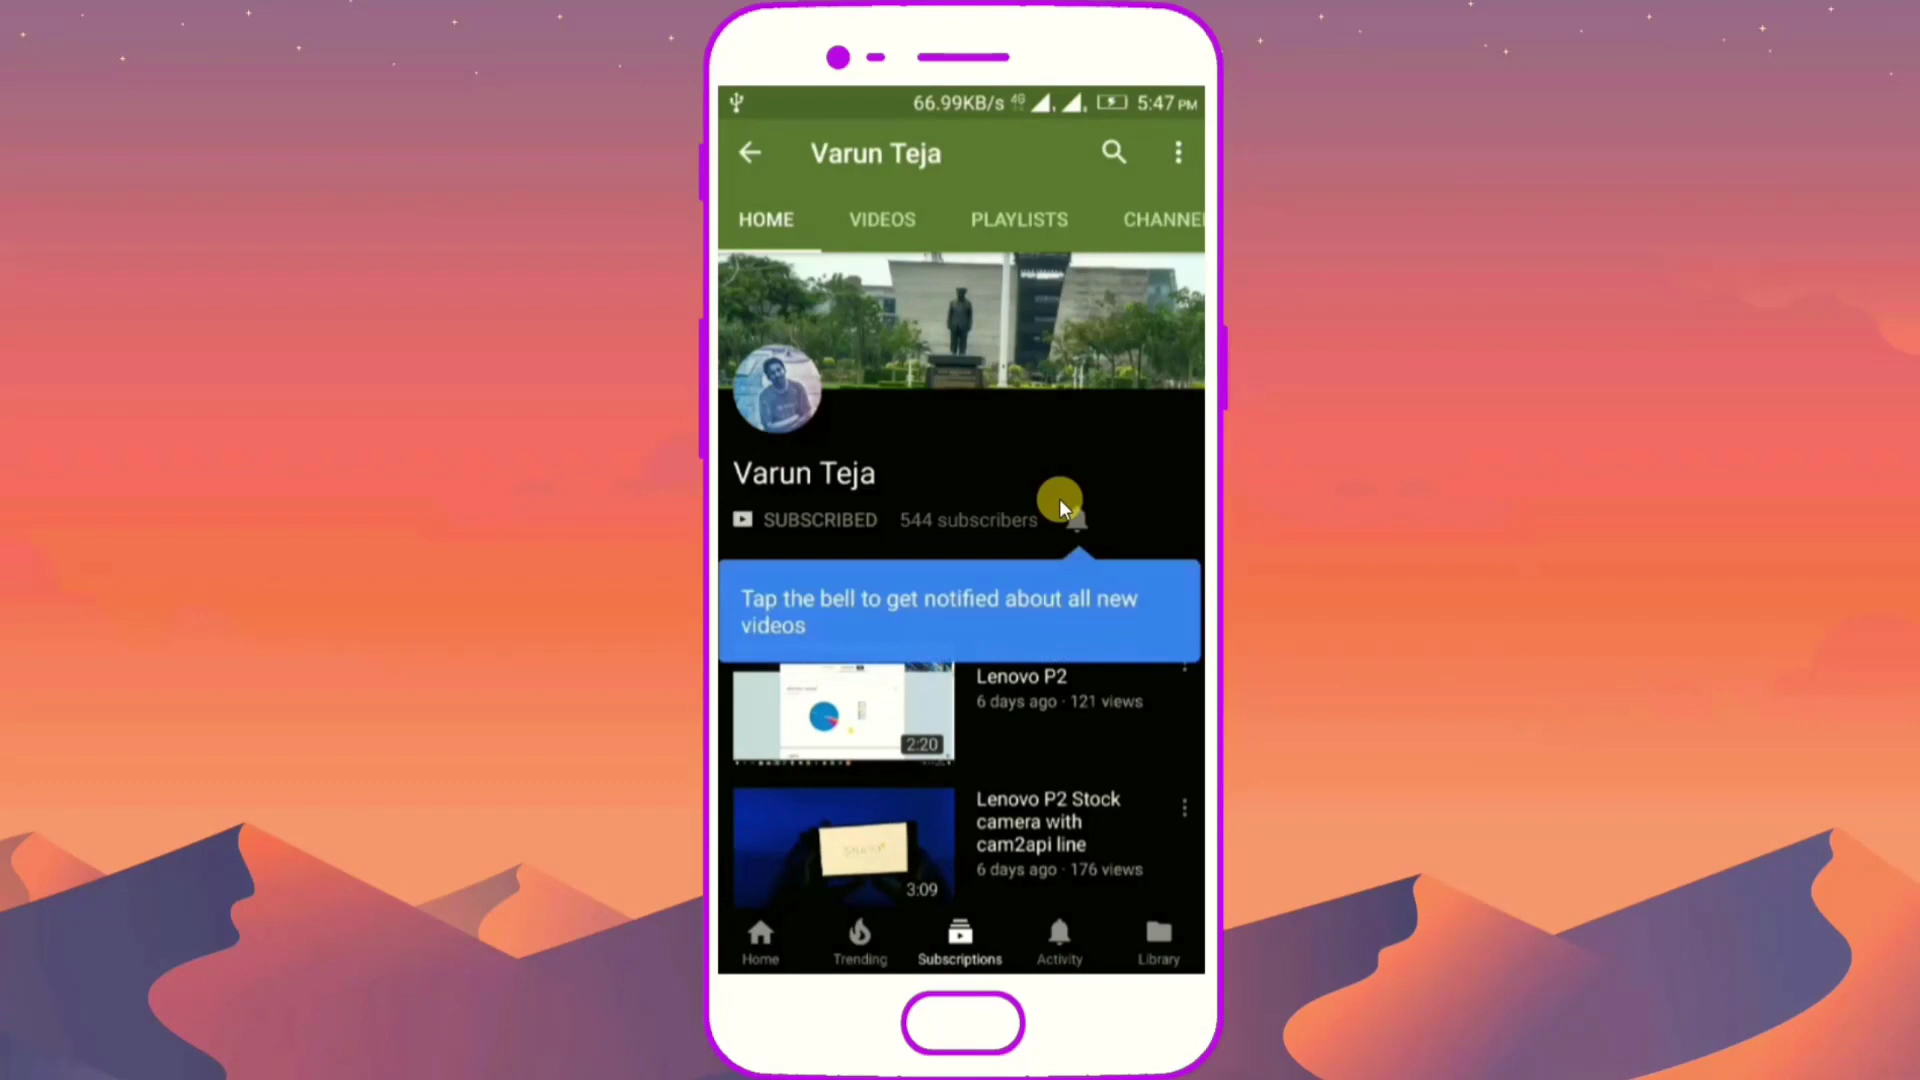 66.99KB/s 4G 5:47 PM
Varun Teja
HOME VIDEOS PLAYLISTS CHANNE
Varun Teja
SUBSCRIBED 544 subscribers
Tap the bell to get notified about all new
videos
Lenovo P2
6 days ago · 121 views
2:20
Lenovo P2 Stock
camera with
cam2api line
6 days ago · 176 views
3:09
Home Trending Subscriptions Activity Library